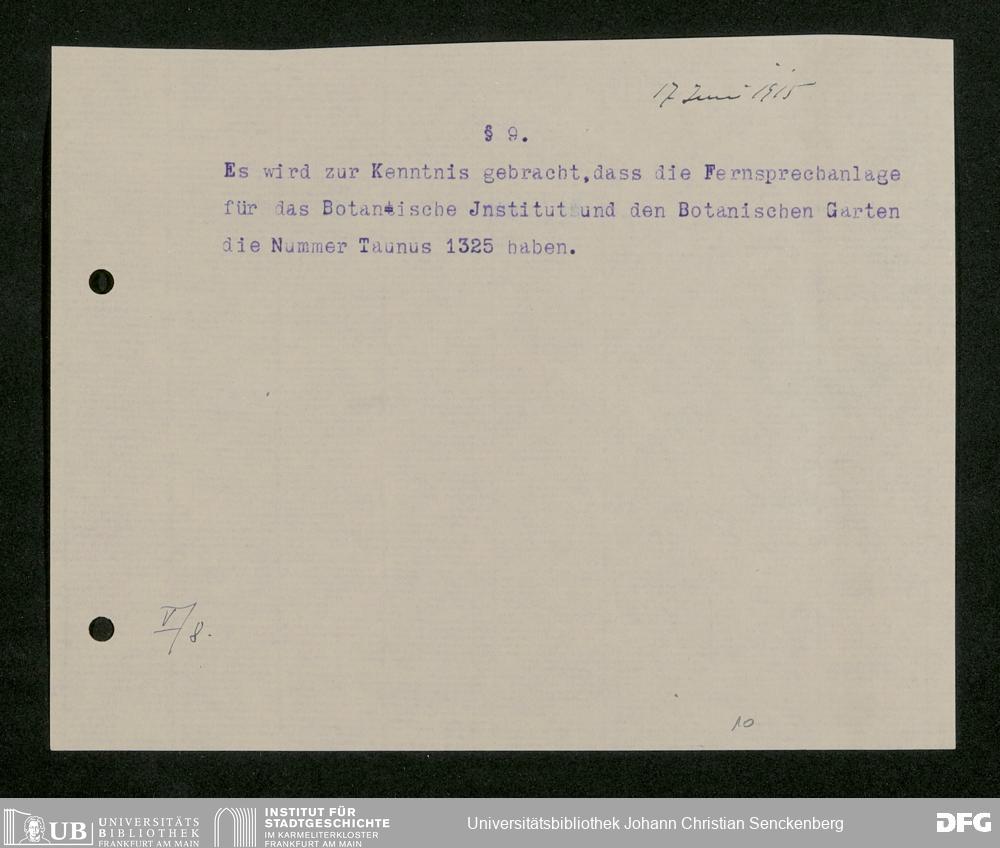 17 Juni 1915
§ 9.
Es wird zur Kenntnis gebracht,dass die Fernsprechanlage
für das Botanische Jnstitut und den Botanischen Garten
die Nummer Taunus 1325 haben.
V/8.
10
UB UNIVERSITÄTS
BIBLIOTHEK
FRANKFURT AM MAIN
INSTITUT FÜR
STADTGESCHICHTE
IM KARMELITERKLOSTER
FRANKFURT AM MAIN
Universitätsbibliothek Johann Christian Senckenberg
DFG